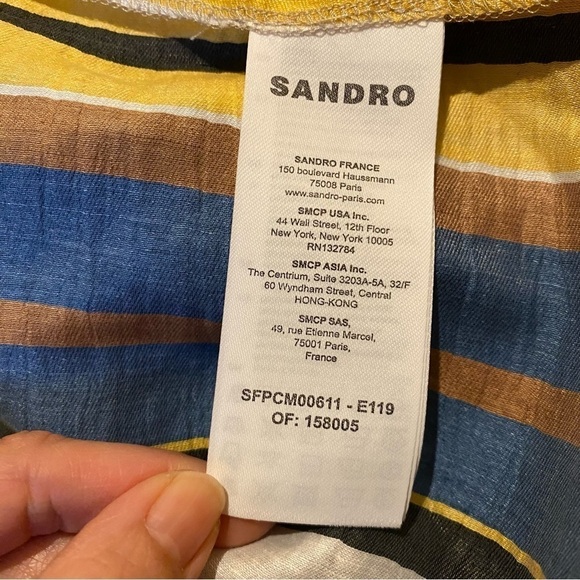 SANDRO
SANDRO FRANCE
150 boulevard Haussmann
75008 Paris
www.sandro-paris.com
SMCP USA Inc.
44 Wall Street, 12th Floor
New York, New York 10005
RN132784
SMCP ASIA Inc.
The Centrium, Suite 3203A-5A, 32/F
60 Wyndham Street, Central
HONG-KONG
SMCP SAS,
49, rue Etienne Marcel,
75001 Paris,
France
SFPCM00611 - E119
OF: 158005